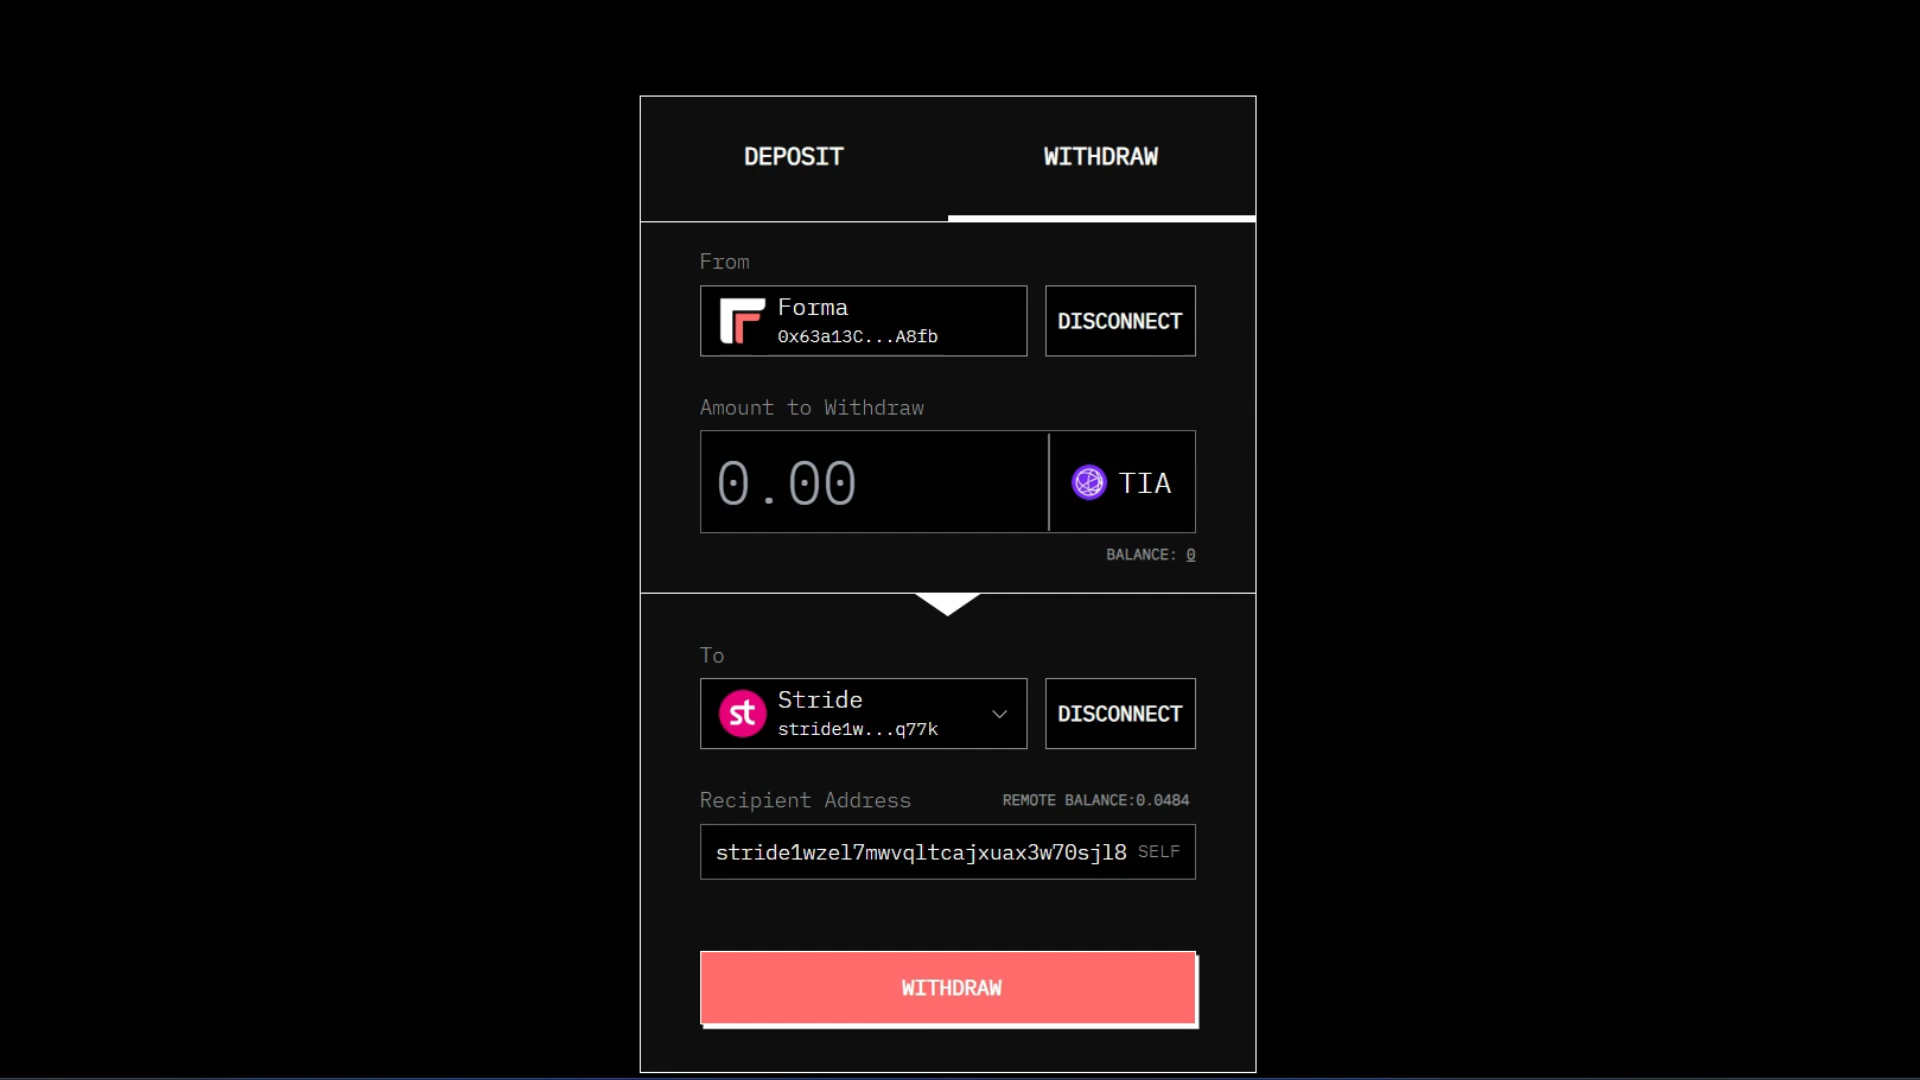 DEPOSIT WITHDRAW
From
Forma
0x63a13C...A8fb
DISCONNECT
Amount to Withdraw
0.00
TIA
BALANCE: 0
To
st
Stride
stride1w...q77k
DISCONNECT
Recipient Address
REMOTE BALANCE:0.0484
stride1wzel7mwvqltcajxuax3w70sjl8 SELF
WITHDRAW